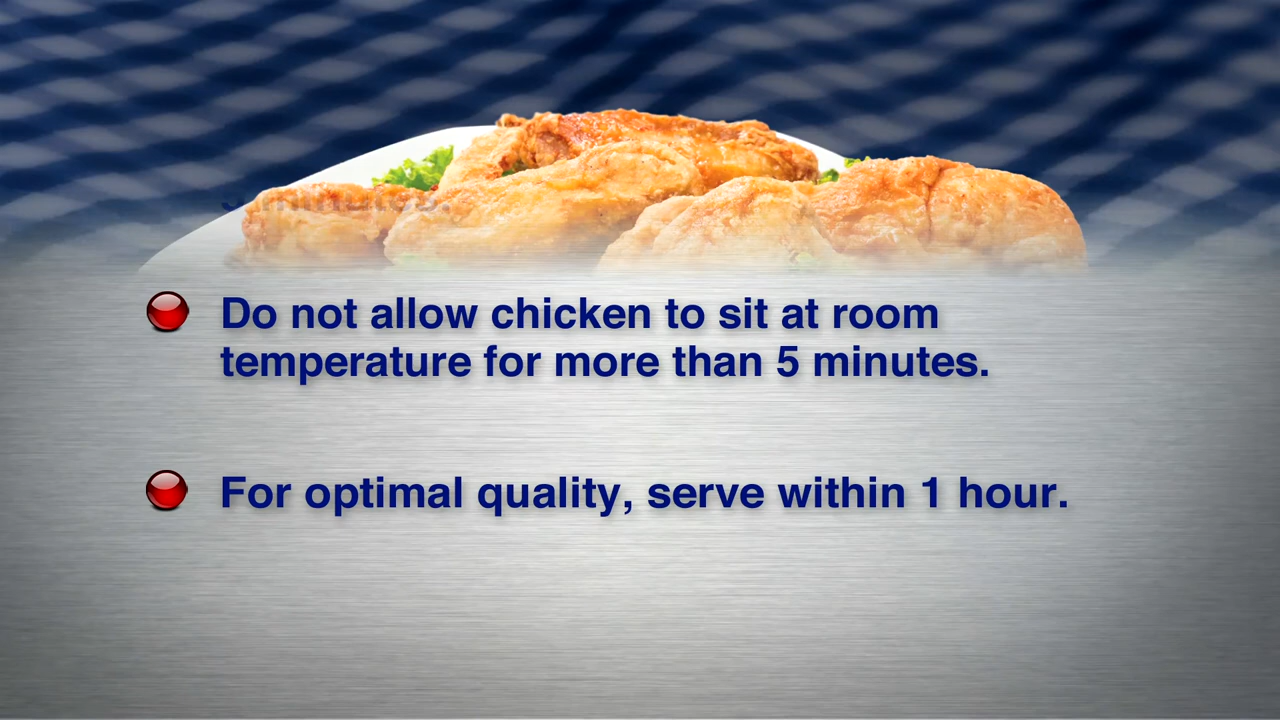 minutes.
Do not allow chicken to sit at room
temperature for more than 5 minutes.
For optimal quality, serve within 1 hour.